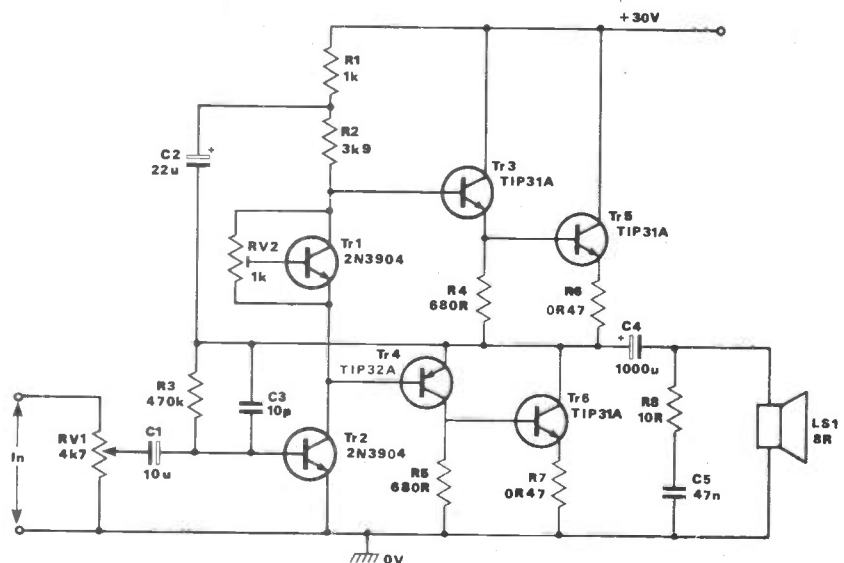 +30V
R1
1k
R2
3k9
C2
+
22u
Tr3
TIP31A
Tr5
TIP31A
RV2
1k
Tr1
2N3904
R4
680R
R6
0R47
+
C4
1000u
Tr4
TIP32A
R3
470k
C3
10p
Tr6
TIP31A
R8
10R
LS1
8R
In
RV1
4k7
C1
10u
Tr2
2N3904
R5
680R
R7
0R47
C5
47n
0V